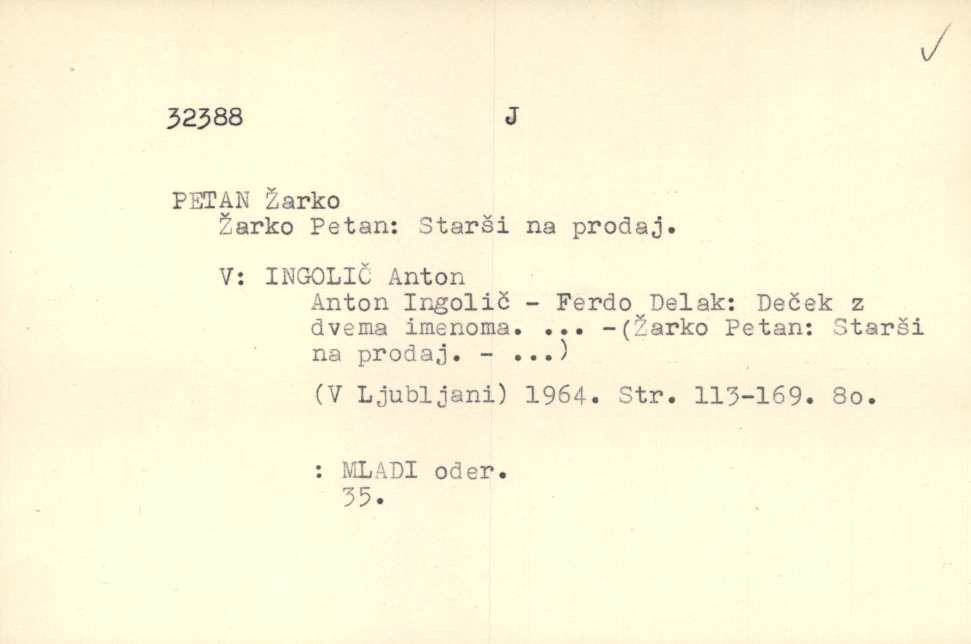 32388 J
PETAN Žarko
Žarko Petan: Starši na prodaj.
V: INGOLIČ Anton
Anton Ingolič - Ferdo Delak: Deček z
dvema imenoma. ... -(Žarko Petan: Starši
na prodaj. - ...)
(V Ljubljani) 1964. Str. 113-169. 8o.
: MLADI oder.
35.